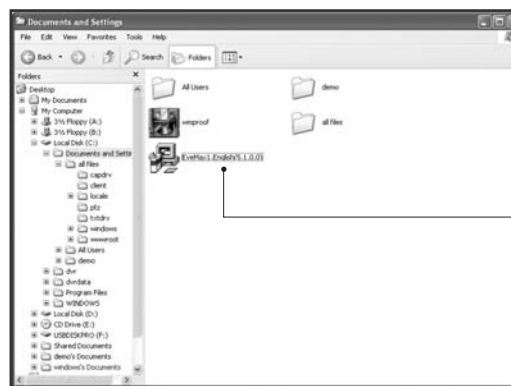 Documents and Settings
File Edit View Favorites Tools Help
Back Search Folders
Folders
Desktop
My Documents
My Computer
3½ Floppy (A:)
3½ Floppy (B:)
Local Disk (C:)
Documents and Setti
all files
capdrv
client
locale
ptz
txtdrv
windows
wwwroot
All Users
demo
dvr
dvrdata
Program Files
WINDOWS
Local Disk (D:)
CD Drive (E:)
USBDISKPRO (F:)
Shared Documents
demo's Documents
windows's Documents
All Users
demo
wmproof
all files